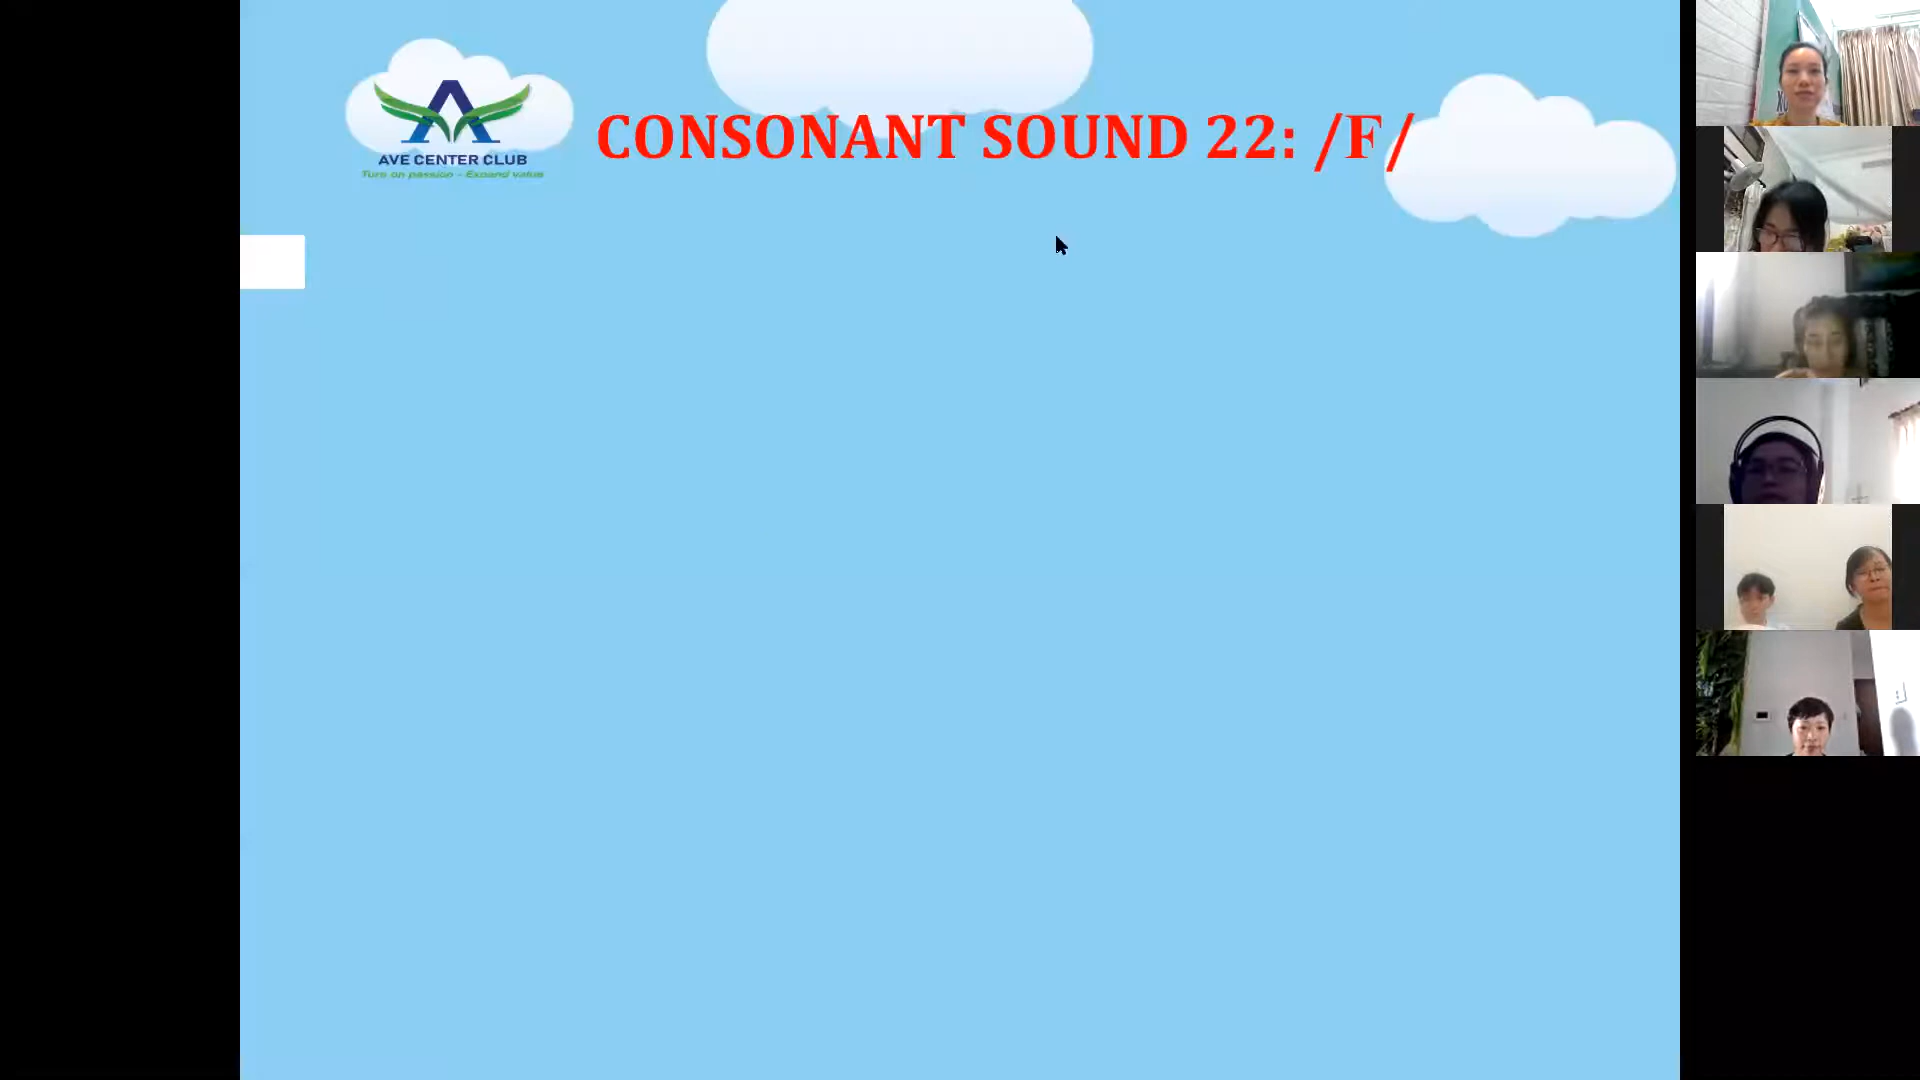 CONSONANT SOUND 22: /F/
AVE CENTER CLUB
Turn on passion - Expand value